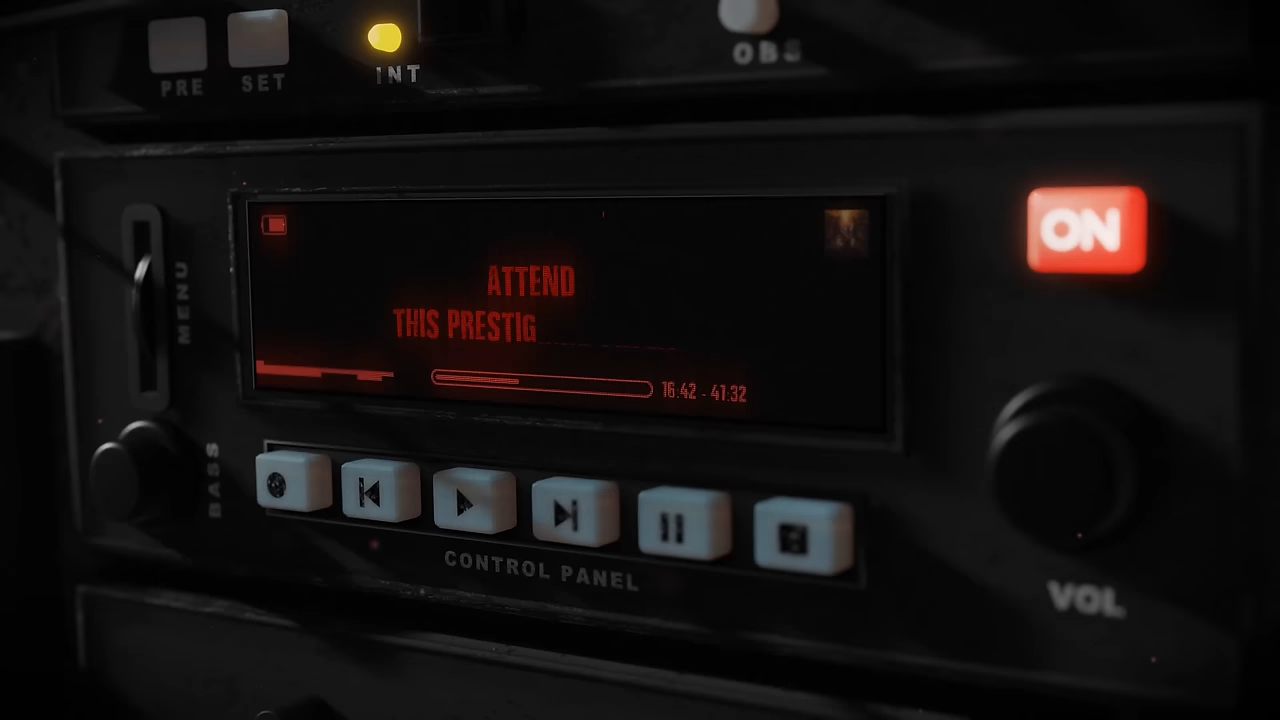 PRE
SET
INT
OBS
ON
MENU
ATTEND
THIS PRESTIG
16:42 - 41:32
BASS
CONTROL PANEL
VOL